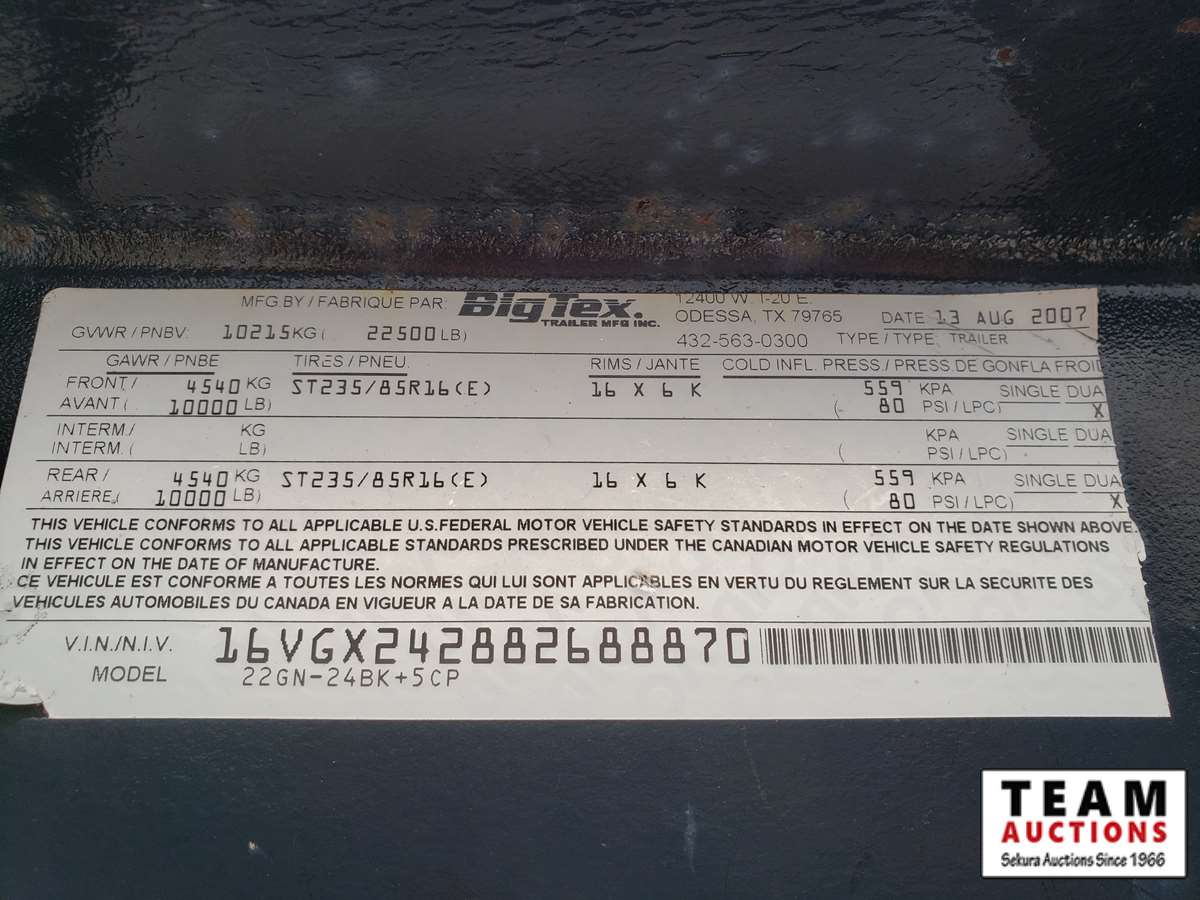 MFG BY / FABRIQUE PAR: BigTex. 12400 W. I-20 E.
TRAILER MFG INC. ODESSA, TX 79765 DATE 13 AUG 2007
GVWR / PNBV: 10215KG ( 22500 LB) 432-563-0300 TYPE / TYPE, TRAILER
GAWR / PNBE TIRES / PNEU. RIMS / JANTE COLD INFL. PRESS. / PRESS. DE GONFLA FROID
FRONT / 4540 KG ST235/85R16(E) 16 X 6 K 559 KPA SINGLE DUA
AVANT ( 10000 LB) ( 80 PSI / LPC) X
INTERM. / KG KPA SINGLE DUA
INTERM. ( LB) ( PSI / LPC)
REAR / 4540 KG ST235/85R16(E) 16 X 6 K 559 KPA SINGLE DUA
ARRIERE ( 10000 LB) ( 80 PSI / LPC) X
THIS VEHICLE CONFORMS TO ALL APPLICABLE U.S.FEDERAL MOTOR VEHICLE SAFETY STANDARDS IN EFFECT ON THE DATE SHOWN ABOVE.
THIS VEHICLE CONFORMS TO ALL APPLICABLE STANDARDS PRESCRIBED UNDER THE CANADIAN MOTOR VEHICLE SAFETY REGULATIONS
IN EFFECT ON THE DATE OF MANUFACTURE.
CE VEHICULE EST CONFORME A TOUTES LES NORMES QUI LUI SONT APPLICABLES EN VERTU DU REGLEMENT SUR LA SECURITE DES
VEHICULES AUTOMOBILES DU CANADA EN VIGUEUR A LA DATE DE SA FABRICATION.
V.I.N./N.I.V. 16VGX242882688870
MODEL 22GN-24BK+5CP
TEAM
AUCTIONS
Sekura Auctions Since 1966